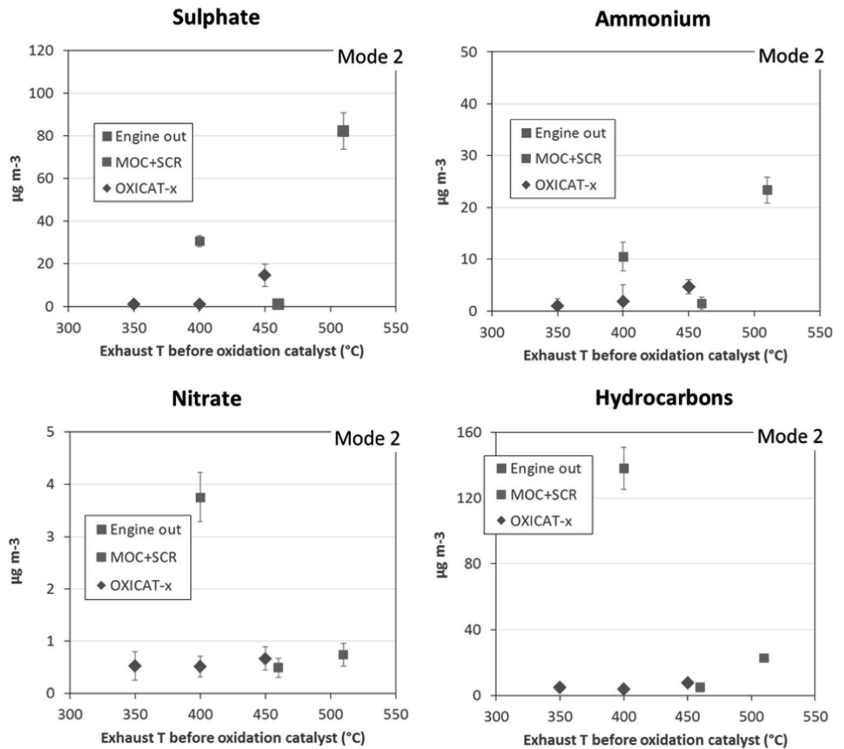 Sulphate
Mode 2
120
100
80
60
40
20
0
µg m-3
Engine out
MOC+SCR
OXICAT-x
300 350 400 450 500 550
Exhaust T before oxidation catalyst (°C)
Ammonium
Mode 2
50
40
30
20
10
0
µg m-3
Engine out
MOC+SCR
OXICAT-x
300 350 400 450 500 550
Exhaust T before oxidation catalyst (°C)
Nitrate
Mode 2
5
4
3
2
1
0
µg m-3
Engine out
MOC+SCR
OXICAT-x
300 350 400 450 500 550
Exhaust T before oxidation catalyst (°C)
Hydrocarbons
Mode 2
160
120
80
40
0
µg m-3
Engine out
MOC+SCR
OXICAT-x
300 350 400 450 500 550
Exhaust T before oxidation catalyst (°C)